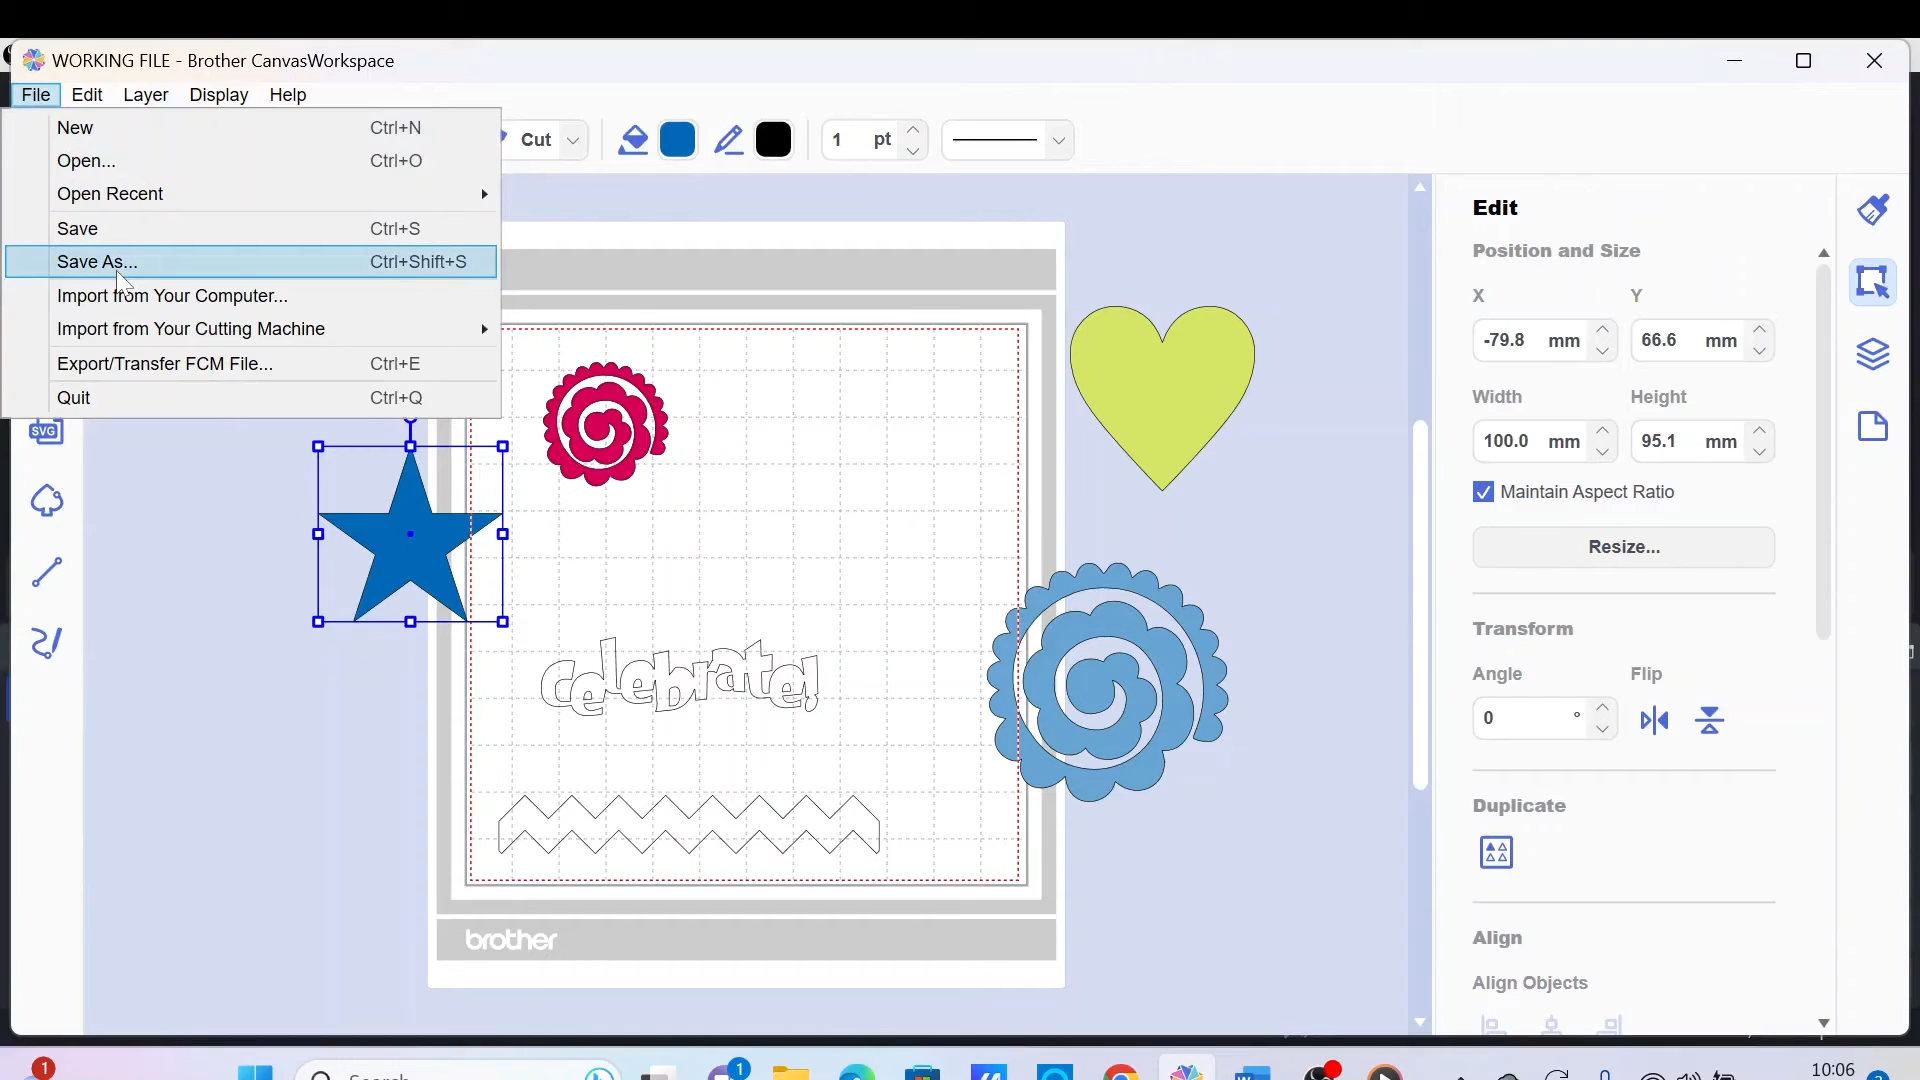 WORKING FILE - Brother CanvasWorkspace
File Edit Layer Display Help
New Ctrl+N
Open... Ctrl+O
Open Recent
Save Ctrl+S
Save As... Ctrl+Shift+S
Import from Your Computer...
Import from Your Cutting Machine
Export/Transfer FCM File... Ctrl+E
Quit Ctrl+Q
Cut
1 pt
SVG
celebrate!
brother
Edit
Position and Size
X Y
-79.8 mm 66.6 mm
Width Height
100.0 mm 95.1 mm
Maintain Aspect Ratio
Resize...
Transform
Angle Flip
0 °
Duplicate
Align
Align Objects
1
Search
1
10:06